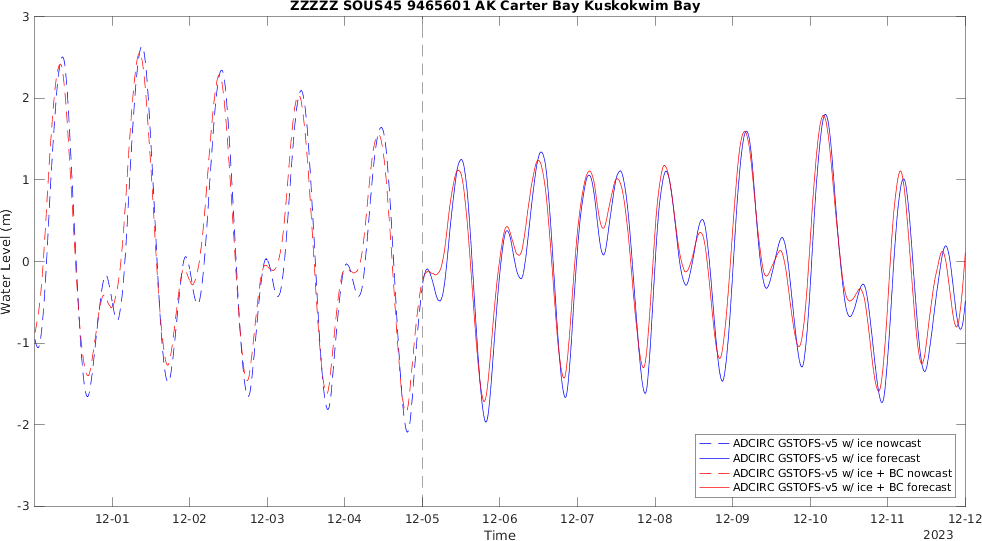 ZZZZZ SOUS45 9465601 AK Carter Bay Kuskokwim Bay
3
2
1
0
-1
-2
-3
Water Level (m)
12-01 12-02 12-03 12-04 12-05 12-06 12-07 12-08 12-09 12-10 12-11 12-12
Time
2023
ADCIRC GSTOFS-v5 w/ ice nowcast
ADCIRC GSTOFS-v5 w/ ice forecast
ADCIRC GSTOFS-v5 w/ ice + BC nowcast
ADCIRC GSTOFS-v5 w/ ice + BC forecast